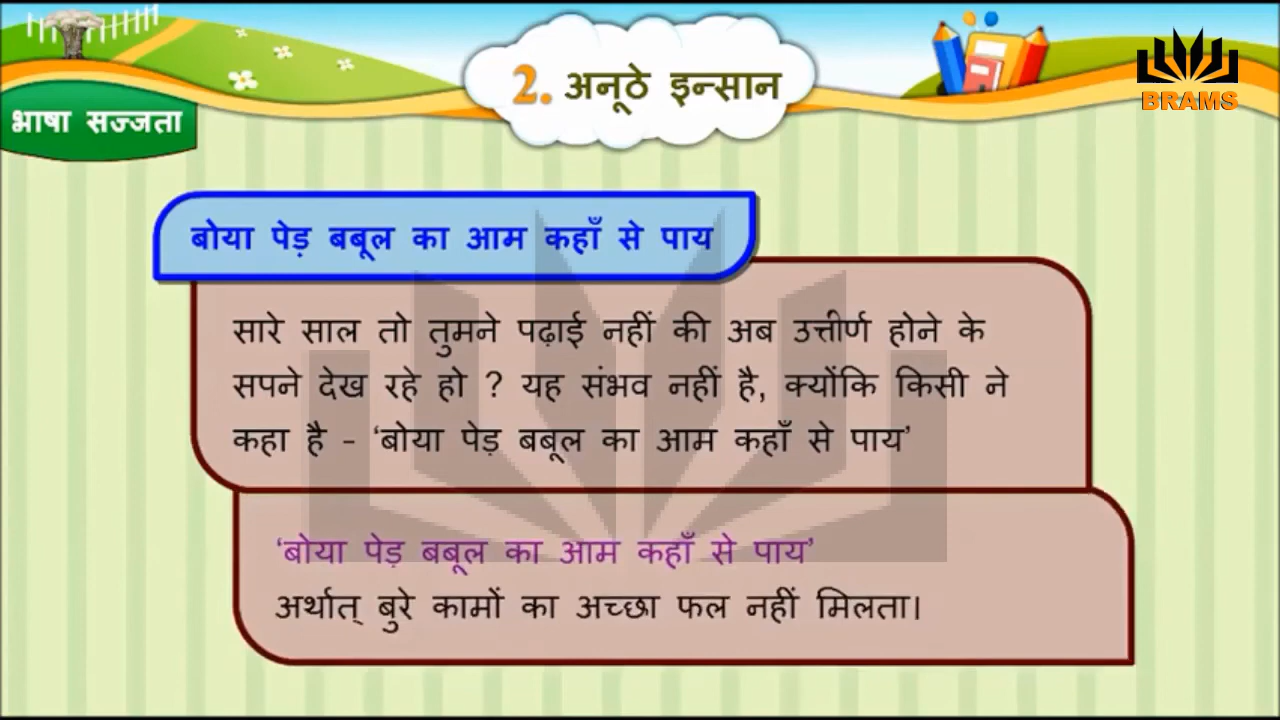 2. अनूठे इन्सान
BRAMS
भाषा सज्जता
बोया पेड़ बबूल का आम कहाँ से पाय
सारे साल तो तुमने पढ़ाई नहीं की अब उत्तीर्ण होने के
सपने देख रहे हो ? यह संभव नहीं है, क्योंकि किसी ने
कहा है - ‘बोया पेड़ बबूल का आम कहाँ से पाय’
‘बोया पेड़ बबूल का आम कहाँ से पाय’
अर्थात् बुरे कामों का अच्छा फल नहीं मिलता।